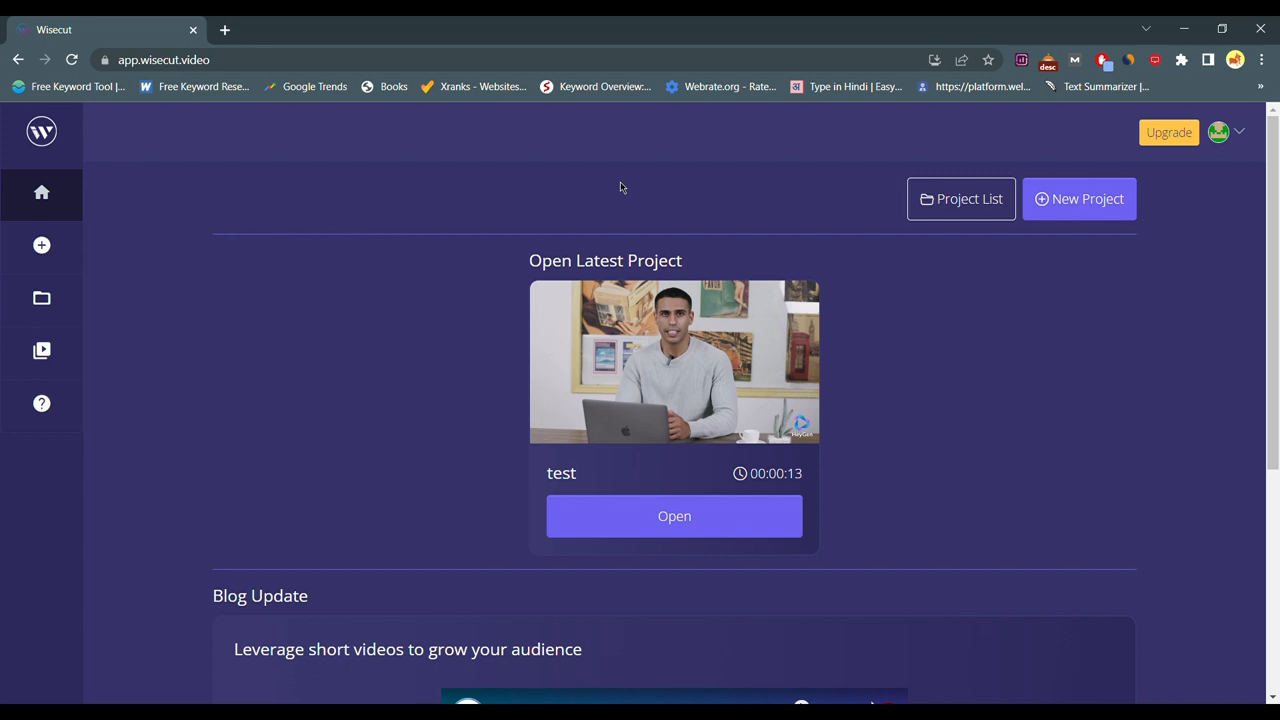 Wisecut
app.wisecut.video
desc
Free Keyword Tool |...
Free Keyword Rese...
Google Trends
Books
Xranks - Websites...
Keyword Overview:...
Webrate.org - Rate...
Type in Hindi | Easy...
https://platform.wel...
Text Summarizer |...
Upgrade
Project List
New Project
Open Latest Project
HeyGen
test
00:00:13
Open
Blog Update
Leverage short videos to grow your audience